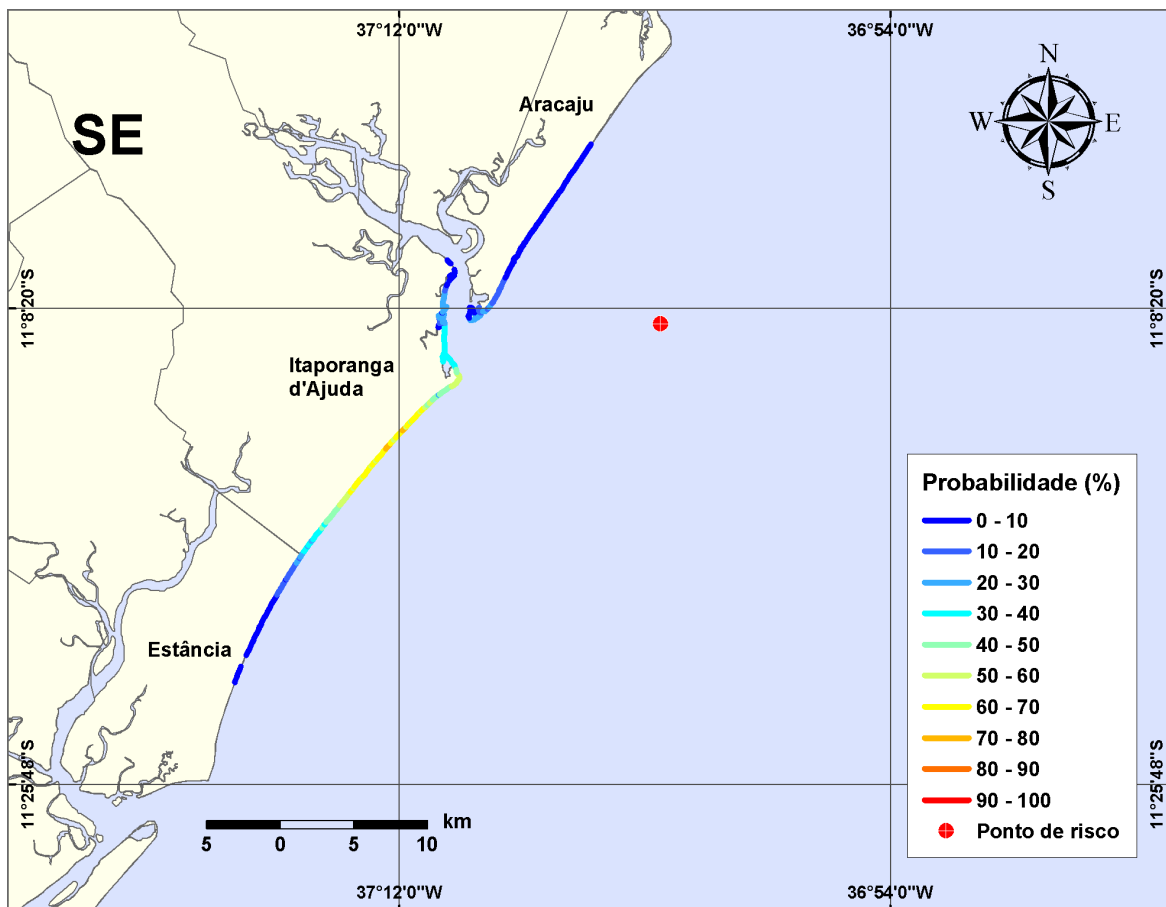 37°12'0"W
36°54'0"W
N
W
E
S
SE
Aracaju
11°8'20"S
11°8'20"S
Itaporanga
d'Ajuda
Estância
Probabilidade (%)
0 - 10
10 - 20
20 - 30
30 - 40
40 - 50
50 - 60
60 - 70
70 - 80
80 - 90
90 - 100
Ponto de risco
11°25'48"S
11°25'48"S
km
5 0 5 10
37°12'0"W
36°54'0"W